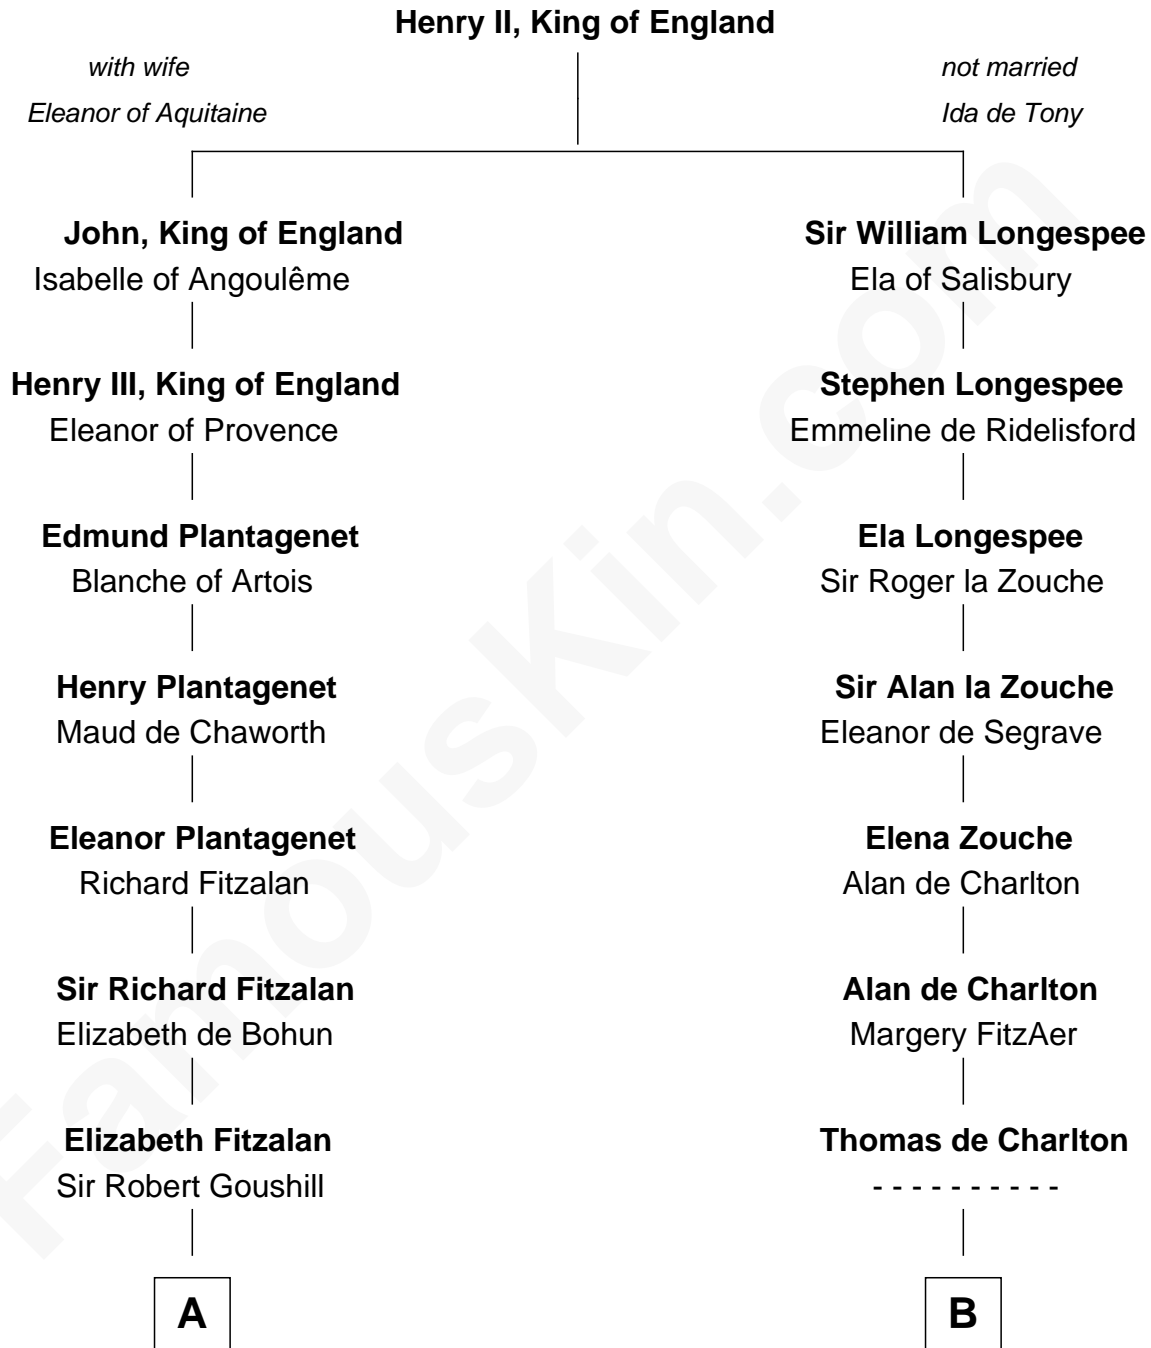 Henry II, King of England
with wife
Eleanor of Aquitaine
not married
Ida de Tony
John, King of England
Isabelle of Angoulême
Sir William Longespee
Ela of Salisbury
Henry III, King of England
Eleanor of Provence
Stephen Longespee
Emmeline de Ridelisford
Edmund Plantagenet
Blanche of Artois
Ela Longespee
Sir Roger la Zouche
Henry Plantagenet
Maud de Chaworth
Sir Alan la Zouche
Eleanor de Segrave
Eleanor Plantagenet
Richard Fitzalan
Elena Zouche
Alan de Charlton
Sir Richard Fitzalan
Elizabeth de Bohun
Alan de Charlton
Margery FitzAer
Elizabeth Fitzalan
Sir Robert Goushill
Thomas de Charlton
- - - - - - - - - -
A
B
FamousKin.com